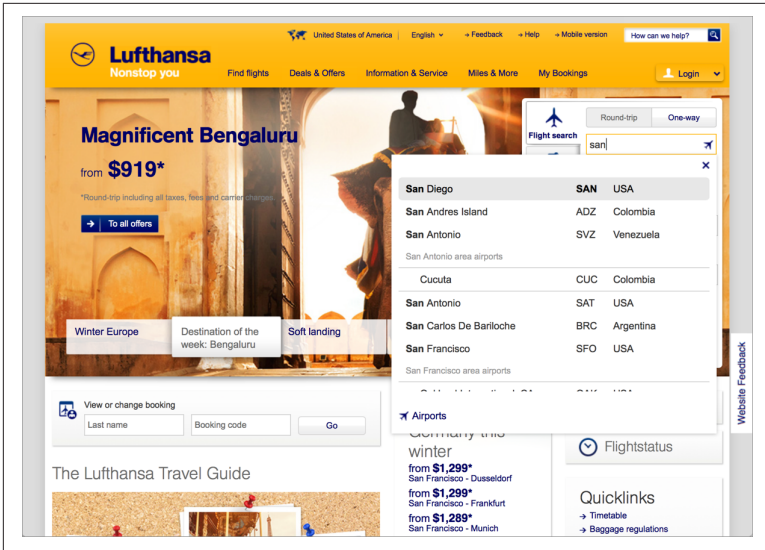 United States of America | English → Feedback → Help → Mobile version How can we help?
Lufthansa
Nonstop you
Find flights Deals & Offers Information & Service Miles & More My Bookings Login
Magnificent Bengaluru
from $919*
*Round-trip including all taxes, fees and carrier charges
→ To all offers
Flight search
Round-trip One-way
san
×
San Diego SAN USA
San Andres Island ADZ Colombia
San Antonio SVZ Venezuela
San Antonio area airports
Cucuta CUC Colombia
San Antonio SAT USA
San Carlos De Bariloche BRC Argentina
San Francisco SFO USA
San Francisco area airports
Airports
Winter Europe
Destination of the
week: Bengaluru
Soft landing
Website Feedback
View or change booking
Last name Booking code Go
Germany this
winter
from $1,299*
San Francisco - Dusseldorf
from $1,299*
San Francisco - Frankfurt
from $1,289*
San Francisco - Munich
Flightstatus
Quicklinks
→ Timetable
→ Baggage regulations
The Lufthansa Travel Guide